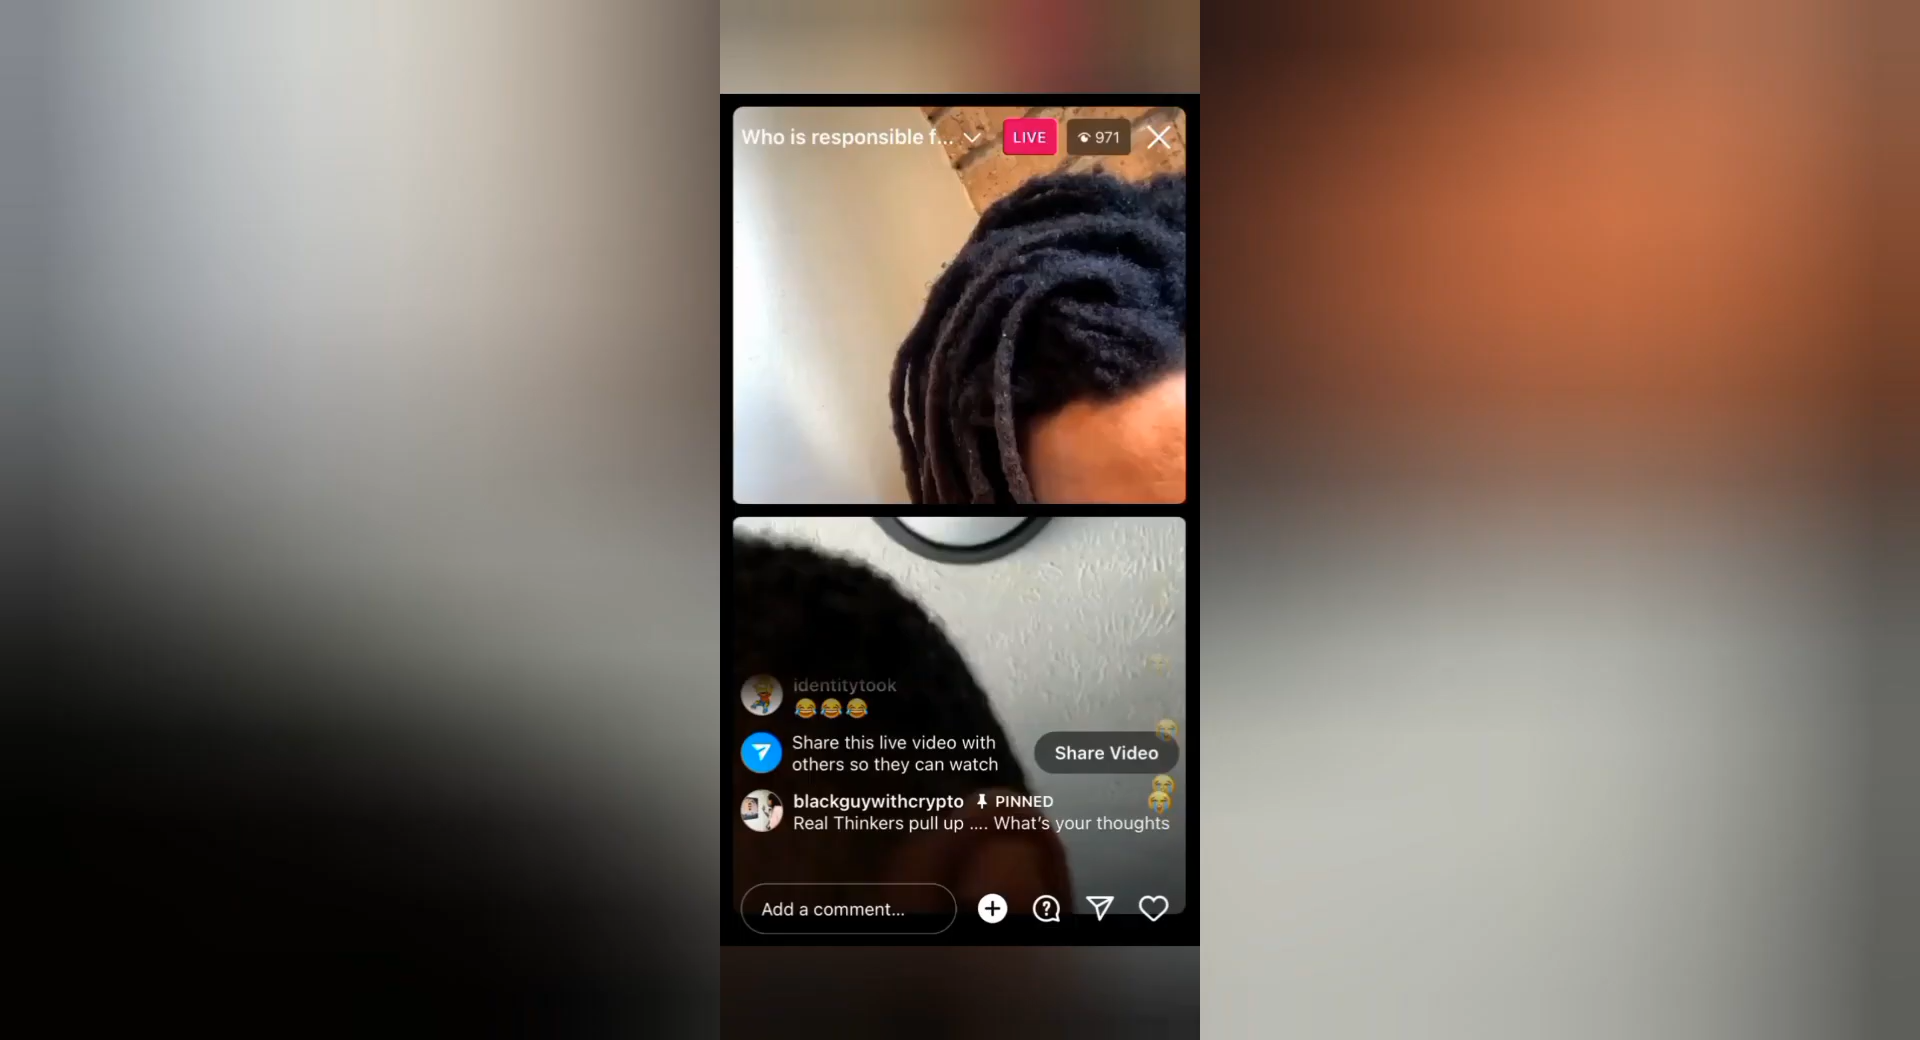 Who is responsible f...
LIVE
971
identitytook
😂😂😂
Share this live video with
others so they can watch
Share Video
blackguywithcrypto PINNED
Real Thinkers pull up .... What's your thoughts
Add a comment...